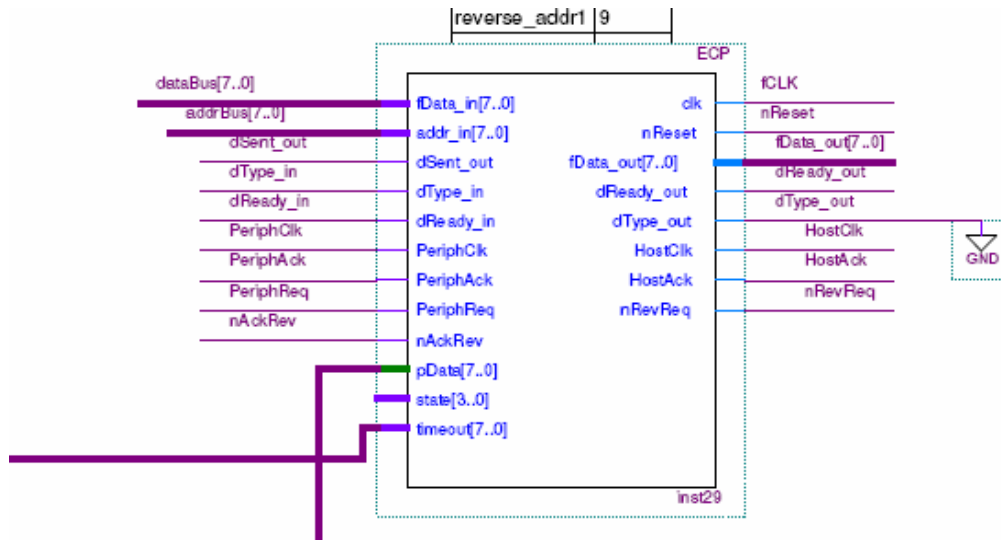 reverse_addr1 9
ECP
dataBus[7..0]
addrBus[7..0]
dSent_out
dType_in
dReady_in
PeriphClk
PeriphAck
PeriphReq
nAckRev
fData_in[7..0]
addr_in[7..0]
dSent_out
dType_in
dReady_in
PeriphClk
PeriphAck
PeriphReq
nAckRev
pData[7..0]
state[3..0]
timeout[7..0]
clk
nReset
fData_out[7..0]
dReady_out
dType_out
HostClk
HostAck
nRevReq
fCLK
nReset
fData_out[7..0]
dReady_out
dType_out
HostClk
HostAck
nRevReq
GND
inst29